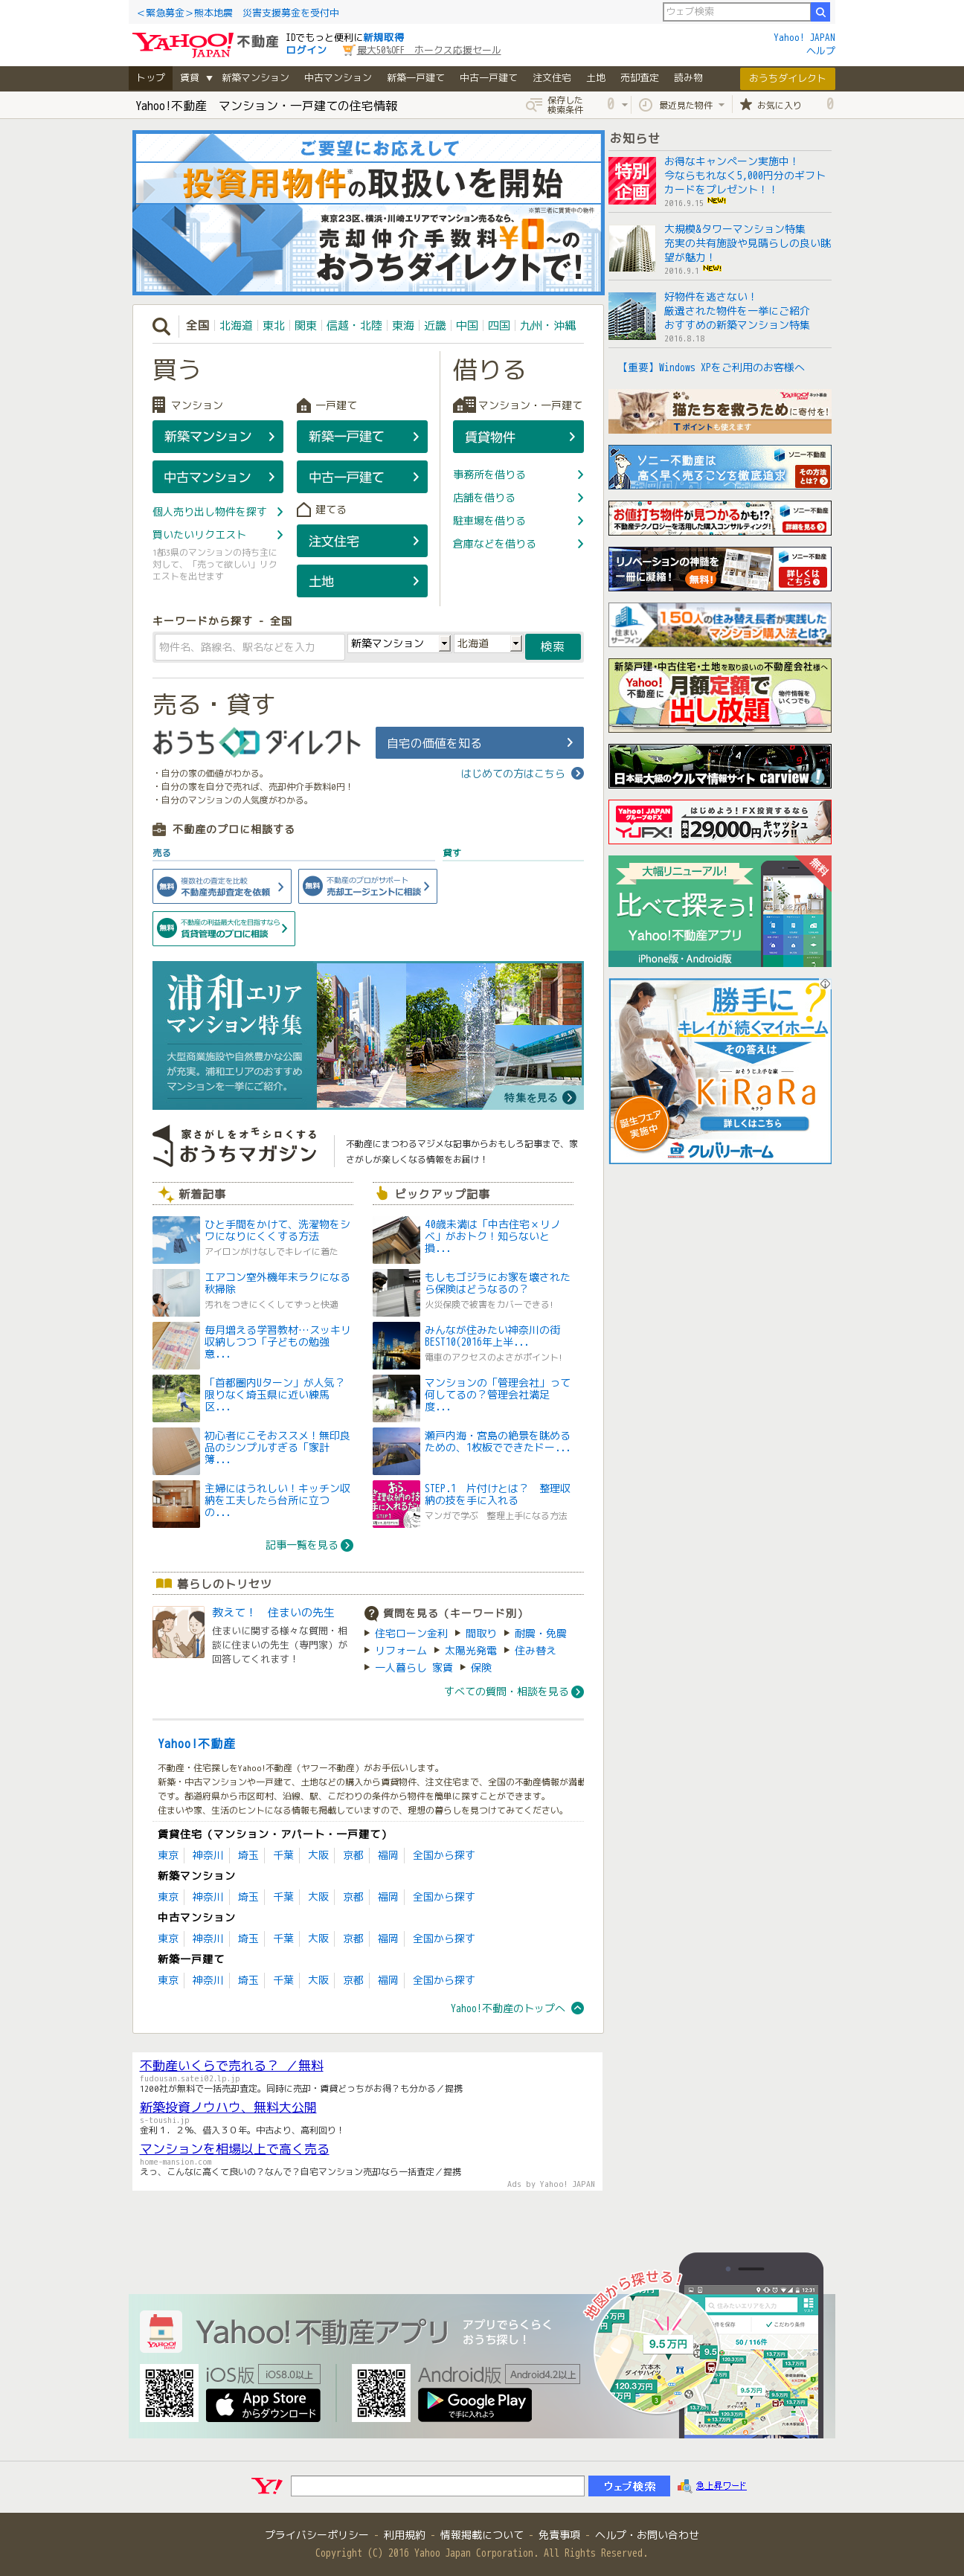 ＜緊急募金＞熊本地震　災害支援募金を受付中
ウェブ検索
YAHOO! JAPAN 不動産
IDでもっと便利に新規取得
ログイン
最大50%OFF　ホークス応援セール
Yahoo! JAPAN
ヘルプ
トップ 賃貸 ▼ 新築マンション 中古マンション 新築一戸建て 中古一戸建て 注文住宅 土地 売却査定 読み物 おうちダイレクト
Yahoo!不動産　マンション・一戸建ての住宅情報
保存した検索条件 0
最近見た物件
お気に入り 0
ご要望にお応えして
投資用物件の取扱いを開始
※第三者に賃貸中の物件
東京23区、横浜・川崎エリアでマンション売るなら、
売却仲介手数料¥0〜の
おうちダイレクトで!
お知らせ
特別企画
お得なキャンペーン実施中！
今ならもれなく5,000円分のギフトカードをプレゼント！！
2016.9.15 NEW!
大規模&タワーマンション特集
充実の共有施設や見晴らしの良い眺望が魅力！
2016.9.1 NEW!
好物件を逃さない！
厳選された物件を一挙にご紹介
おすすめの新築マンション特集
2016.8.18
【重要】Windows XPをご利用のお客様へ
YAHOO! JAPAN ネット募金
猫たちを救うために寄付を!
Tポイントも使えます
ソニー不動産は
高く早く売ることを徹底追求
ソニー不動産
その方法とは?
お値打ち物件が見つかるかも!?
不動産テクノロジーを活用した購入コンサルティング!
ソニー不動産
詳細を見る
リノベーションの神髄を
一冊に凝縮！
無料!
ソニー不動産
詳しくはこちら
住まいサーフィン
150人の住み替え長者が実践した
マンション購入法とは?
新築戸建・中古住宅・土地を取り扱いの不動産会社様へ
Yahoo!不動産に
月額定額で
出し放題
物件情報をいくつでも
日本最大級のクルマ情報サイト carview!
Yahoo! JAPANグループのFX
YJFX!
はじめよう！FX投資するなら
最大29,000円キャッシュバック!!
無料
大幅リニューアル!
比べて探そう!
Yahoo!不動産アプリ
iPhone版・Android版
勝手に?
キレイが続くマイホーム
その答えは
おそうじ上手な家
KiRaRa
キララ
詳しくはこちら
誕生フェア実施中
クレバリーホーム
全国 北海道 東北 関東 信越・北陸 東海 近畿 中国 四国 九州・沖縄
買う
マンション
新築マンション
中古マンション
個人売り出し物件を探す
買いたいリクエスト
1都3県のマンションの持ち主に対して、「売って欲しい」リクエストを出せます
一戸建て
新築一戸建て
中古一戸建て
建てる
注文住宅
土地
借りる
マンション・一戸建て
賃貸物件
事務所を借りる
店舗を借りる
駐車場を借りる
倉庫などを借りる
キーワードから探す - 全国
物件名、路線名、駅名などを入力 新築マンション 北海道 検索
売る・貸す
おうちダイレクト
自宅の価値を知る
はじめての方はこちら
・自分の家の価値がわかる。
・自分の家を自分で売れば、売却仲介手数料0円！
・自分のマンションの人気度がわかる。
不動産のプロに相談する
売る
貸す
無料 複数社の査定を比較 不動産売却査定を依頼
無料 不動産のプロがサポート 売却エージェントに相談
無料 不動産の利益最大化を目指すなら 賃貸管理のプロに相談
浦和エリア
マンション特集
大型商業施設や自然豊かな公園
が充実。浦和エリアのおすすめ
マンションを一挙にご紹介。
特集を見る
家さがしをオモシロくする
おうちマガジン
不動産にまつわるマジメな記事からおもしろ記事まで、家さがしが楽しくなる情報をお届け！
新着記事
ひと手間をかけて、洗濯物をシワになりにくくする方法
アイロンがけなしでキレイに着た
エアコン室外機年末ラクになる秋掃除
汚れをつきにくくしてずっと快適
毎月増える学習教材…スッキリ収納しつつ「子どもの勉強意...
「首都圏内Uターン」が人気？限りなく埼玉県に近い練馬区...
初心者にこそおススメ！無印良品のシンプルすぎる「家計簿...
主婦にはうれしい！キッチン収納を工夫したら台所に立つの...
記事一覧を見る
ピックアップ記事
40歳未満は「中古住宅×リノベ」がおトク！知らないと損...
もしもゴジラにお家を壊されたら保険はどうなるの？
火災保険で被害をカバーできる!
みんなが住みたい神奈川の街BEST10(2016年上半...
電車のアクセスのよさがポイント!
マンションの「管理会社」って何してるの？管理会社満足度...
瀬戸内海・宮島の絶景を眺めるための、1枚板でできたドー...
STEP.1　片付けとは？　整理収納の技を手に入れる
マンガで学ぶ　整理上手になる方法
暮らしのトリセツ
教えて！　住まいの先生
住まいに関する様々な質問・相談に住まいの先生（専門家）が回答してくれます！
質問を見る（キーワード別）
住宅ローン金利 間取り 耐震・免震
リフォーム 太陽光発電 住み替え
一人暮らし 家賃 保険
すべての質問・相談を見る
Yahoo!不動産
不動産・住宅探しをYahoo!不動産（ヤフー不動産）がお手伝いします。
新築・中古マンションや一戸建て、土地などの購入から賃貸物件、注文住宅まで、全国の不動産情報が満載
です。都道府県から市区町村、沿線、駅、こだわりの条件から物件を簡単に探すことができます。
住まいや家、生活のヒントになる情報も掲載していますので、理想の暮らしを見つけてみてください。
賃貸住宅（マンション・アパート・一戸建て）
東京 神奈川 埼玉 千葉 大阪 京都 福岡 全国から探す
新築マンション
東京 神奈川 埼玉 千葉 大阪 京都 福岡 全国から探す
中古マンション
東京 神奈川 埼玉 千葉 大阪 京都 福岡 全国から探す
新築一戸建て
東京 神奈川 埼玉 千葉 大阪 京都 福岡 全国から探す
Yahoo!不動産のトップへ
不動産いくらで売れる？ ／無料
fudousan.satei02.lp.jp
1200社が無料で一括売却査定。同時に売却・賃貸どっちがお得？も分かる／提携
新築投資ノウハウ、無料大公開
s-toushi.jp
金利１．２％、借入３０年。中古より、高利回り！
マンションを相場以上で高く売る
home-mansion.com
えっ、こんなに高くて良いの？なんで？自宅マンション売却なら一括査定／提携
Ads by Yahoo! JAPAN
Yahoo!不動産アプリ
アプリでらくらく
おうち探し！
iOS版 iOS8.0以上
App Storeからダウンロード
Android版 Android4.2以上
Google Playで手に入れよう
地図から探せる！
9.5万円
120.3万円
六本木
ダイヤハイツ
12:31
住みたいエリアを入力
こだわり条件
50/116件
Y!
ウェブ検索
急上昇ワード
プライバシーポリシー - 利用規約 - 情報掲載について - 免責事項 - ヘルプ・お問い合わせ
Copyright (C) 2016 Yahoo Japan Corporation. All Rights Reserved.